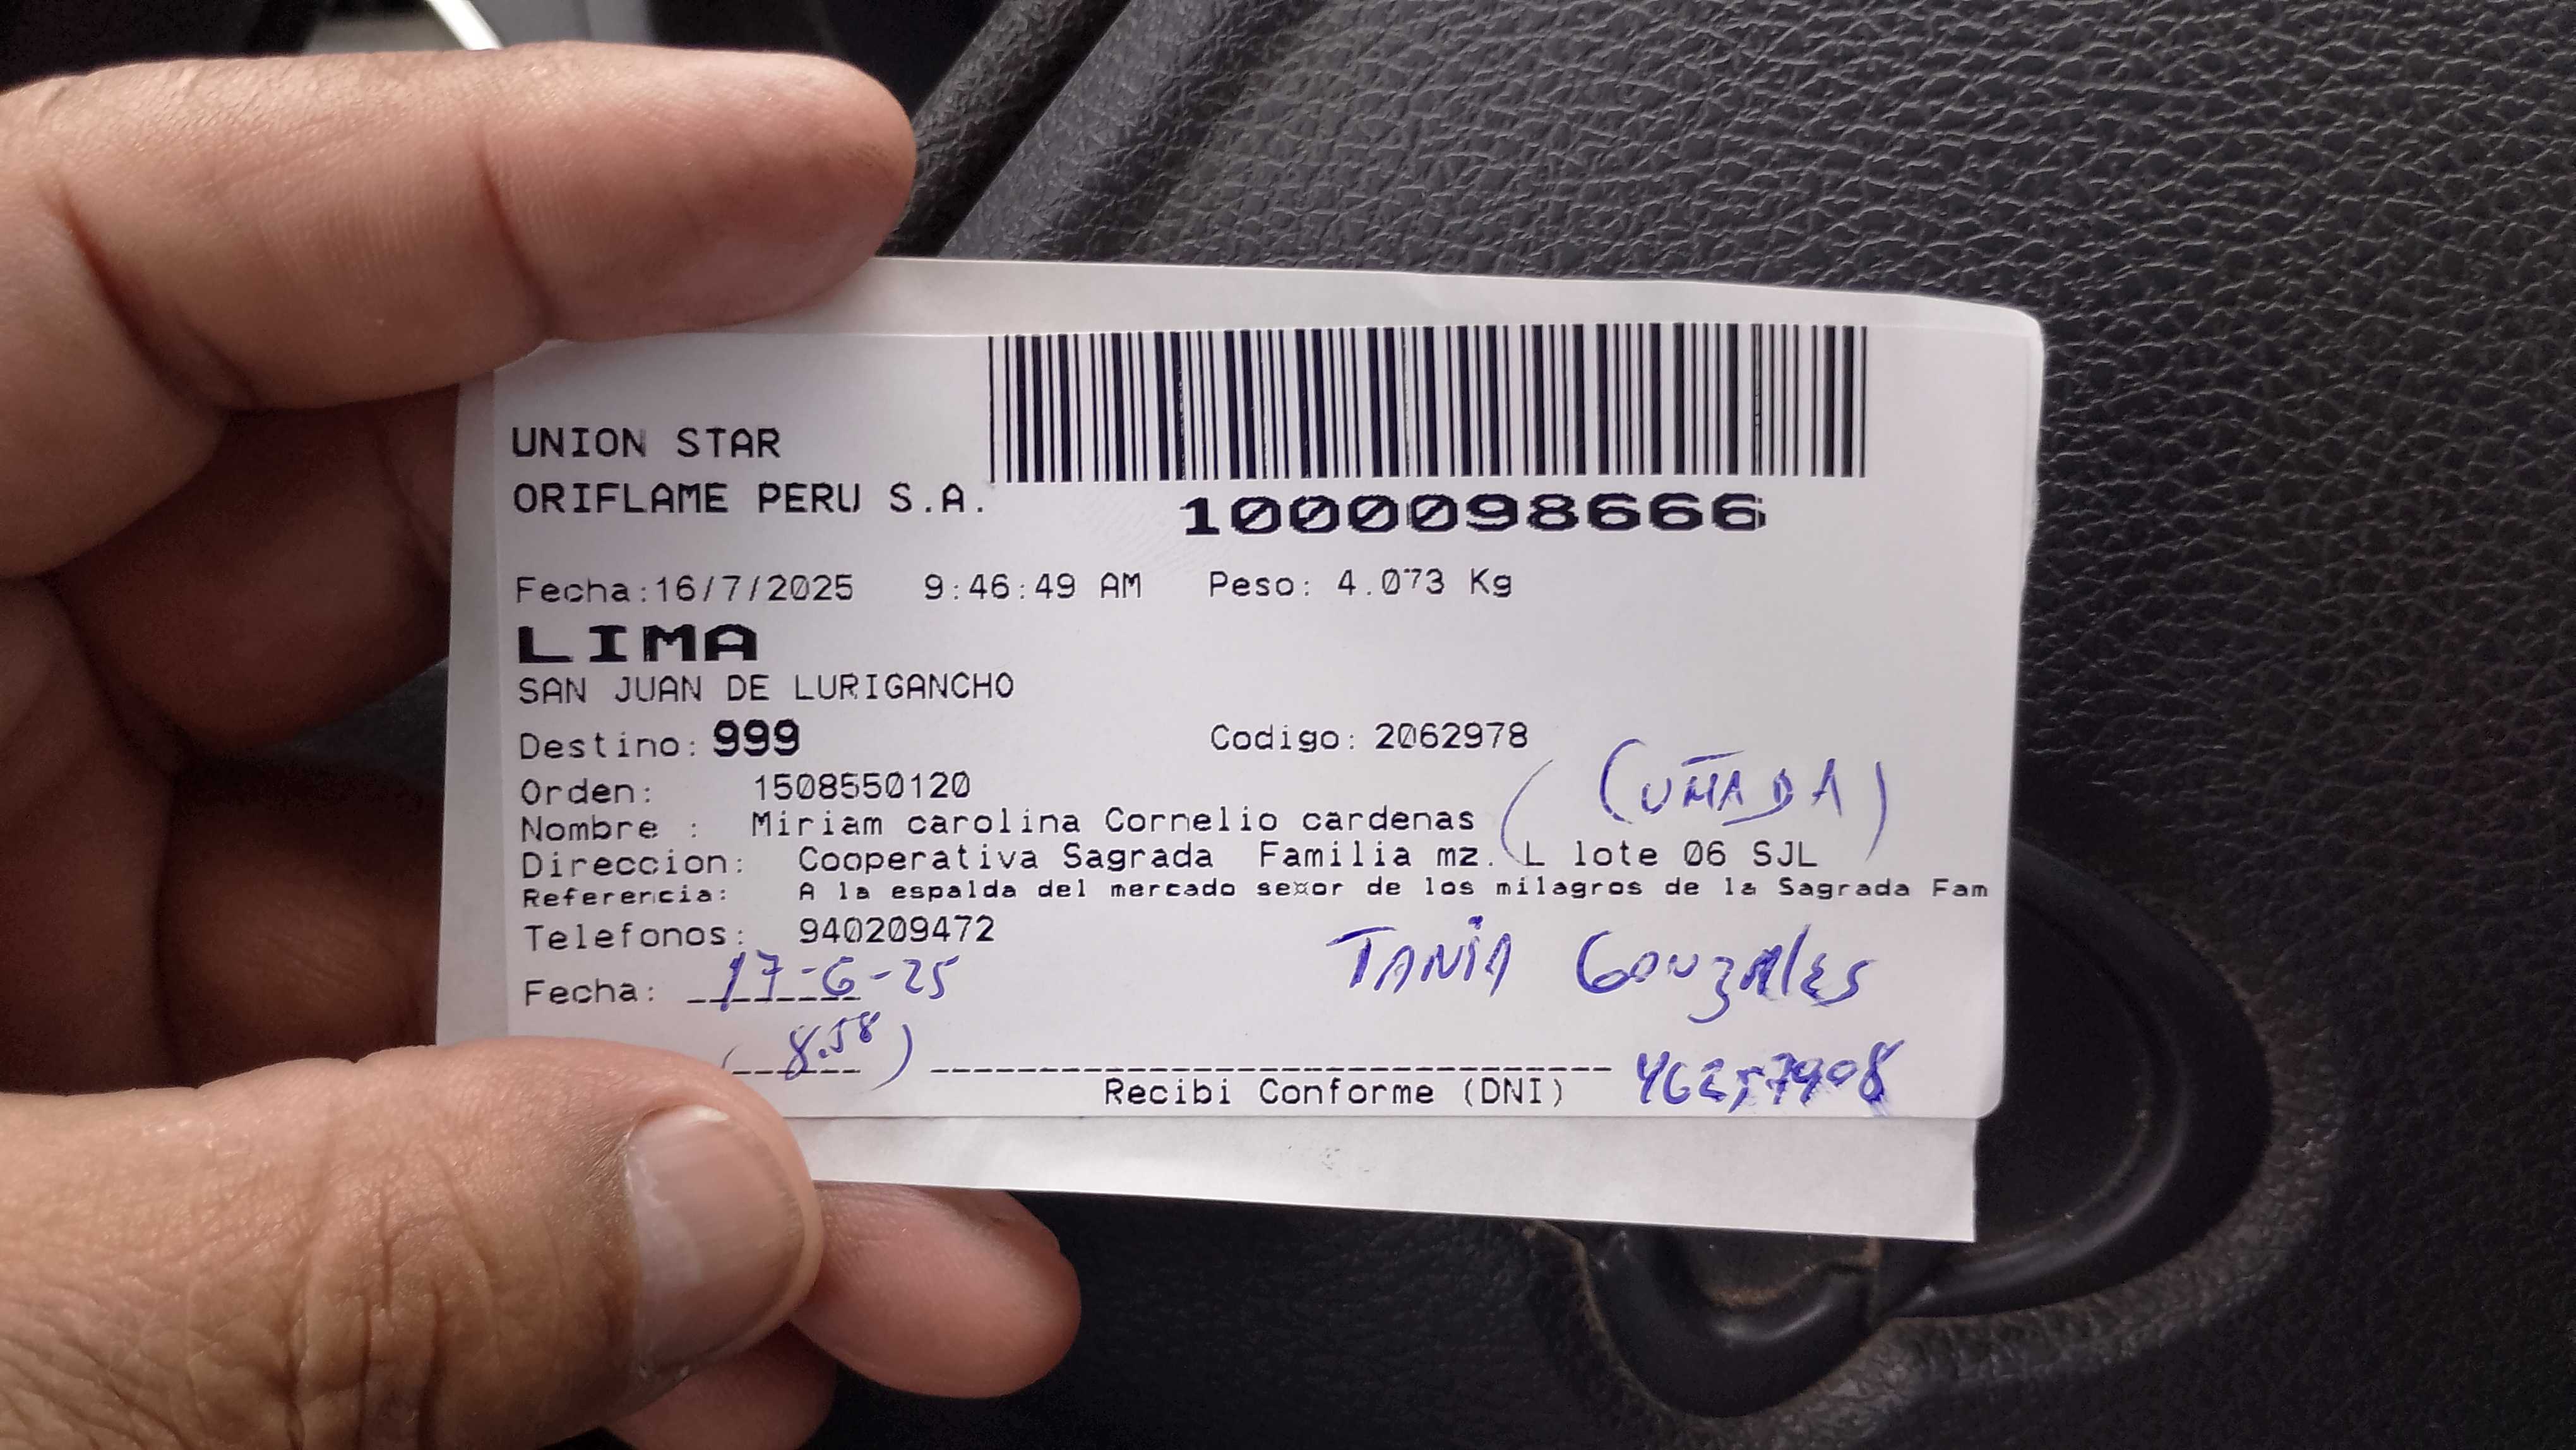 UNION STAR
ORIFLAME PERU S.A.
1000098666
Fecha:16/7/2025 9:46:49 AM Peso: 4.073 Kg
LIMA
SAN JUAN DE LURIGANCHO
Destino: 999 Codigo: 2062978
(CUÑADA)
Orden: 1508550120
Nombre : Miriam carolina Cornelio cardenas
Direccion: Cooperativa Sagrada Familia mz. L lote 06 SJL
Referencia: A la espalda del mercado se¤or de los milagros de la Sagrada Fam
Telefonos: 940209472
TANIA Gonzales
Fecha: 17-6-25
(8.58)
Recibi Conforme (DNI)